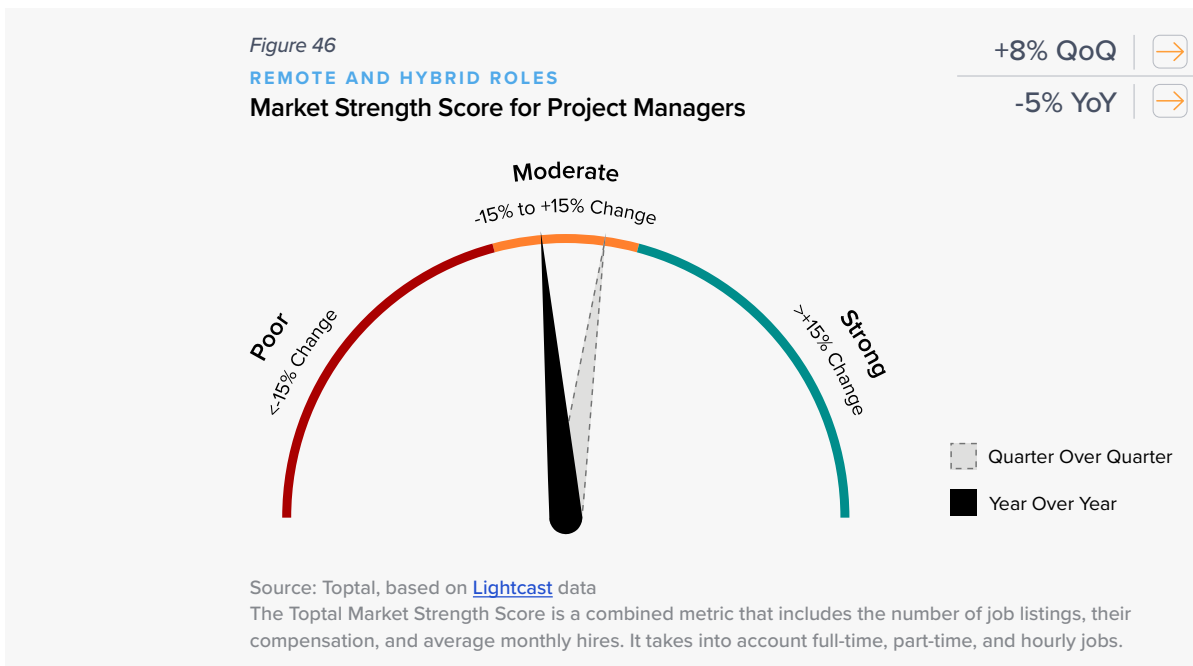 Figure 46
REMOTE AND HYBRID ROLES
Market Strength Score for Project Managers
+8% QoQ
-5% YoY
Moderate
-15% to +15% Change
Poor
<-15% Change
Strong
>+15% Change
Quarter Over Quarter
Year Over Year
Source: Toptal, based on Lightcast data
The Toptal Market Strength Score is a combined metric that includes the number of job listings, their
compensation, and average monthly hires. It takes into account full-time, part-time, and hourly jobs.